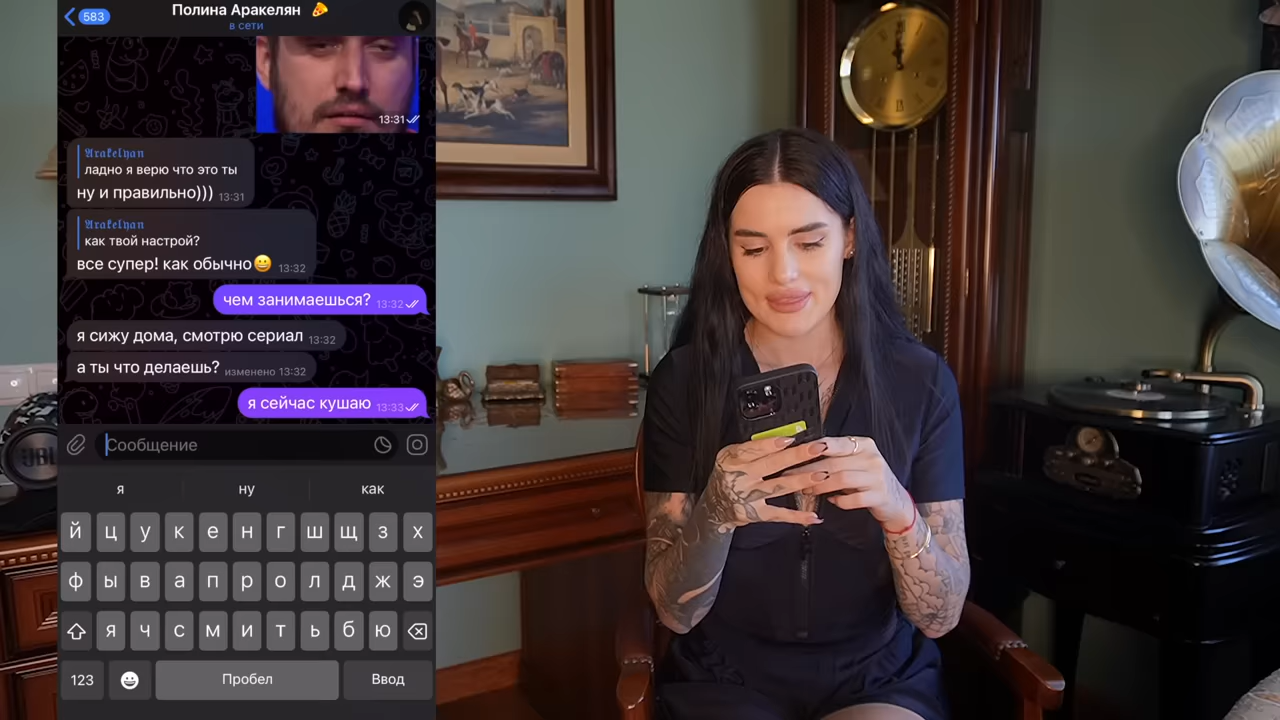 583
Полина Аракелян 🍕
в сети
13:31
𝕬𝖗𝖆𝖐𝖊𝖑𝖞𝖆𝖓
ладно я верю что это ты
ну и правильно))) 13:31
𝕬𝖗𝖆𝖐𝖊𝖑𝖞𝖆𝖓
как твой настрой?
все супер! как обычно😀 13:32
чем занимаешься? 13:32
я сижу дома, смотрю сериал 13:32
а ты что делаешь? изменено 13:32
я сейчас кушаю 13:33
Сообщение
я ну как
й ц у к е н г ш щ з х
ф ы в а п р о л д ж э
я ч с м и т ь б ю
123 Пробел Ввод
JBL